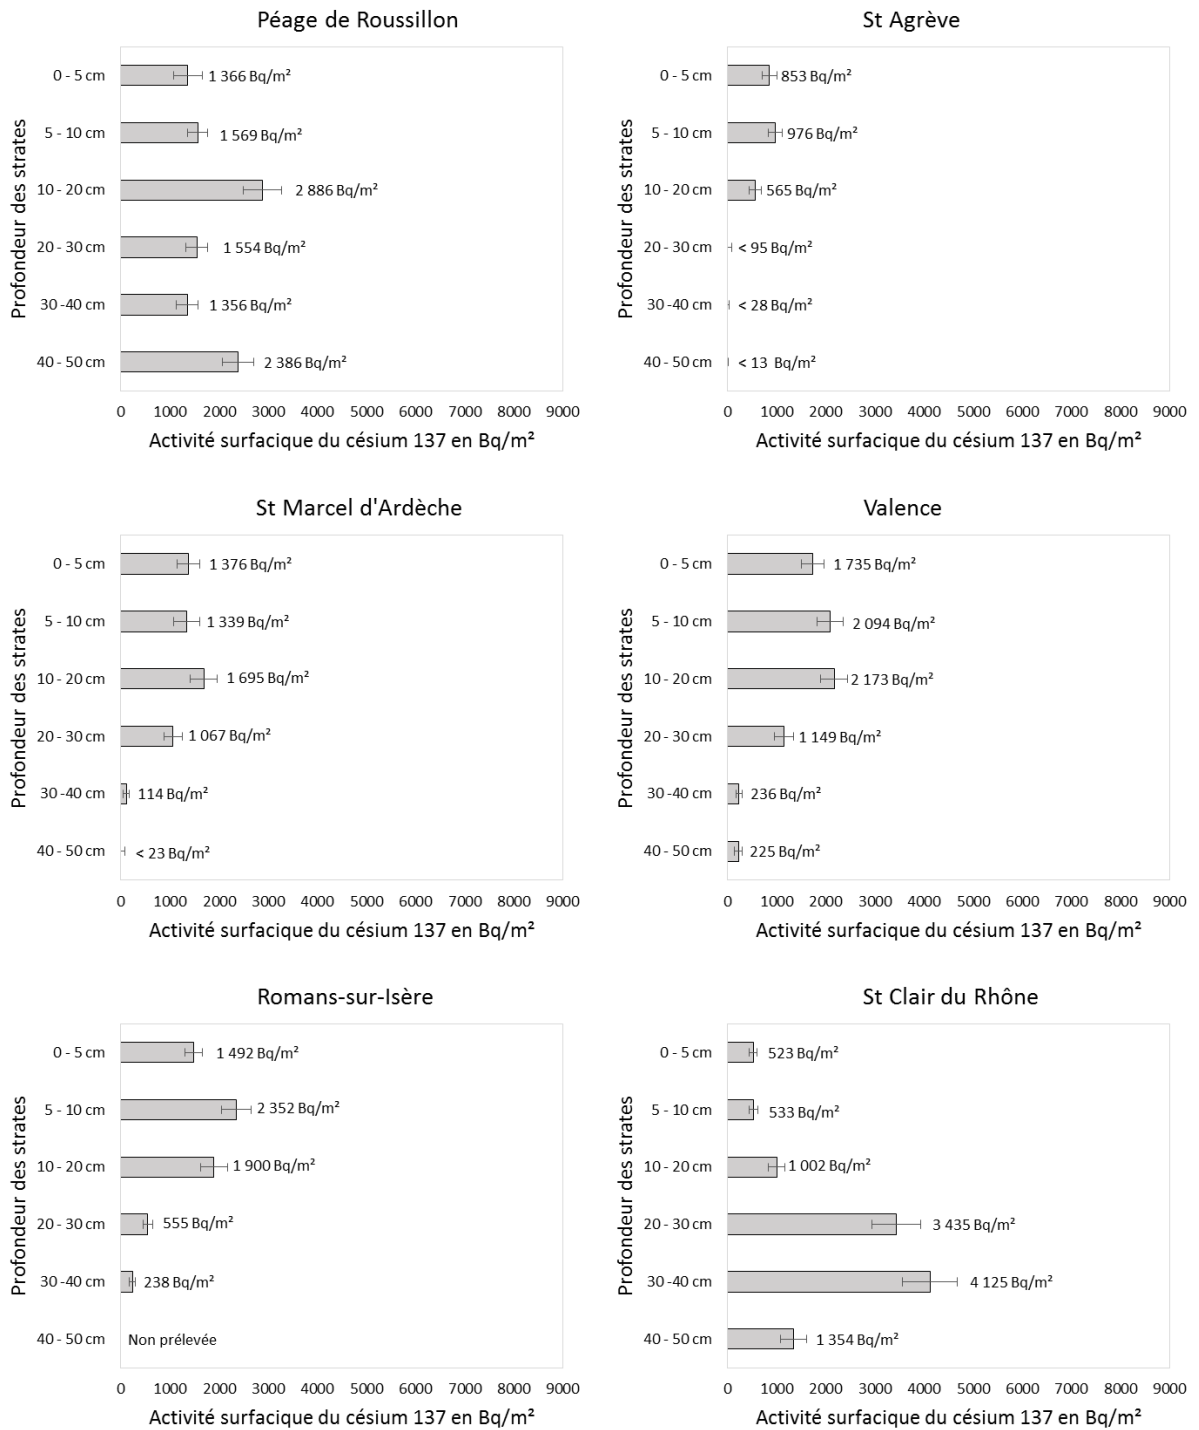 Péage de Roussillon
Profondeur des strates
0 - 5 cm 1 366 Bq/m²
5 - 10 cm 1 569 Bq/m²
10 - 20 cm 2 886 Bq/m²
20 - 30 cm 1 554 Bq/m²
30 -40 cm 1 356 Bq/m²
40 - 50 cm 2 386 Bq/m²
0 1000 2000 3000 4000 5000 6000 7000 8000 9000
Activité surfacique du césium 137 en Bq/m²
St Agrève
Profondeur des strates
0 - 5 cm 853 Bq/m²
5 - 10 cm 976 Bq/m²
10 - 20 cm 565 Bq/m²
20 - 30 cm < 95 Bq/m²
30 -40 cm < 28 Bq/m²
40 - 50 cm < 13 Bq/m²
0 1000 2000 3000 4000 5000 6000 7000 8000 9000
Activité surfacique du césium 137 en Bq/m²
St Marcel d'Ardèche
Profondeur des strates
0 - 5 cm 1 376 Bq/m²
5 - 10 cm 1 339 Bq/m²
10 - 20 cm 1 695 Bq/m²
20 - 30 cm 1 067 Bq/m²
30 -40 cm 114 Bq/m²
40 - 50 cm < 23 Bq/m²
0 1000 2000 3000 4000 5000 6000 7000 8000 9000
Activité surfacique du césium 137 en Bq/m²
Valence
Profondeur des strates
0 - 5 cm 1 735 Bq/m²
5 - 10 cm 2 094 Bq/m²
10 - 20 cm 2 173 Bq/m²
20 - 30 cm 1 149 Bq/m²
30 -40 cm 236 Bq/m²
40 - 50 cm 225 Bq/m²
0 1000 2000 3000 4000 5000 6000 7000 8000 9000
Activité surfacique du césium 137 en Bq/m²
Romans-sur-Isère
Profondeur des strates
0 - 5 cm 1 492 Bq/m²
5 - 10 cm 2 352 Bq/m²
10 - 20 cm 1 900 Bq/m²
20 - 30 cm 555 Bq/m²
30 -40 cm 238 Bq/m²
40 - 50 cm Non prélevée
0 1000 2000 3000 4000 5000 6000 7000 8000 9000
Activité surfacique du césium 137 en Bq/m²
St Clair du Rhône
Profondeur des strates
0 - 5 cm 523 Bq/m²
5 - 10 cm 533 Bq/m²
10 - 20 cm 1 002 Bq/m²
20 - 30 cm 3 435 Bq/m²
30 -40 cm 4 125 Bq/m²
40 - 50 cm 1 354 Bq/m²
0 1000 2000 3000 4000 5000 6000 7000 8000 9000
Activité surfacique du césium 137 en Bq/m²